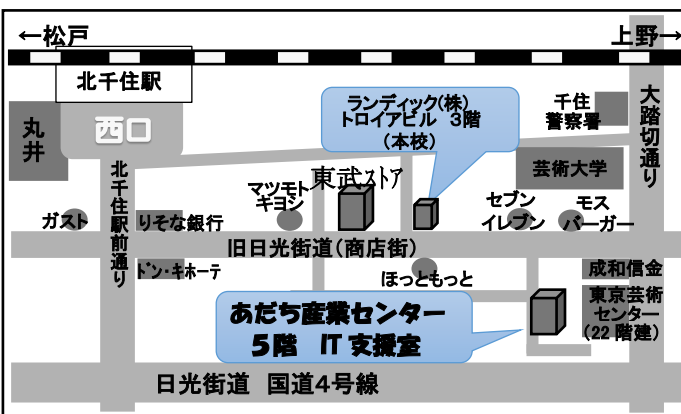 ←松戸
上野→
北千住駅
丸井
西口
ランディック(株)
トロイアビル 3階
(本校)
千住
警察署
大踏切通り
芸術大学
北千住駅前通り
東武ストア
マツモト
キヨシ
ガスト
りそな銀行
セブン
イレブン
モス
バーガー
旧日光街道(商店街)
ドン・キホーテ
ほっともっと
成和信金
あだち産業センター
5階 IT支援室
東京芸術
センター
(22階建)
日光街道 国道4号線